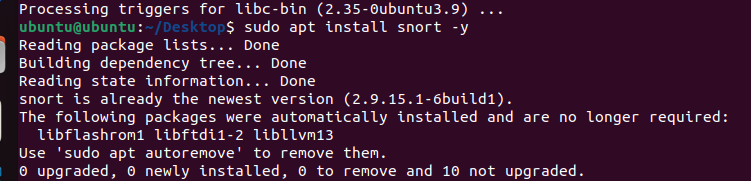 Processing triggers for libc-bin (2.35-0ubuntu3.9) ...
ubuntu@ubuntu:~/Desktop$ sudo apt install snort -y
Reading package lists... Done
Building dependency tree... Done
Reading state information... Done
snort is already the newest version (2.9.15.1-6build1).
The following packages were automatically installed and are no longer required:
  libflashrom1 libftdi1-2 libllvm13
Use 'sudo apt autoremove' to remove them.
0 upgraded, 0 newly installed, 0 to remove and 10 not upgraded.